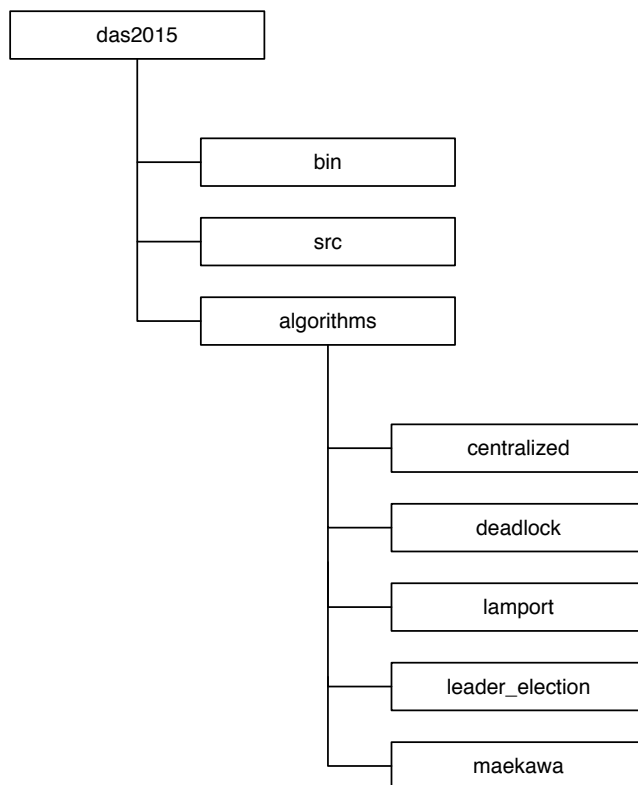 das2015
bin
src
algorithms
centralized
deadlock
lamport
leader_election
maekawa